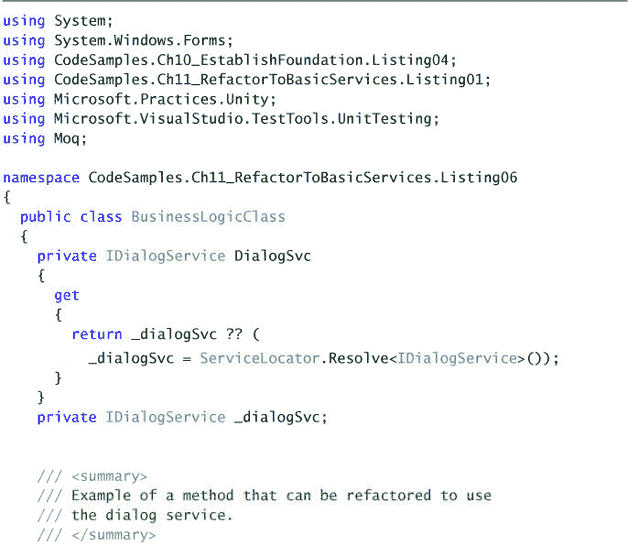 using System;
using System.Windows.Forms;
using CodeSamples.Ch10_EstablishFoundation.Listing04;
using CodeSamples.Ch11_RefactorToBasicServices.Listing01;
using Microsoft.Practices.Unity;
using Microsoft.VisualStudio.TestTools.UnitTesting;
using Moq;
namespace CodeSamples.Ch11_RefactorToBasicServices.Listing06
{
public class BusinessLogicClass
{
private IDialogService DialogSvc
{
get
{
return _dialogSvc ?? (
_dialogSvc = ServiceLocator.Resolve<IDialogService>());
}
}
private IDialogService _dialogSvc;
/// <summary>
/// Example of a method that can be refactored to use
/// the dialog service.
/// </summary>